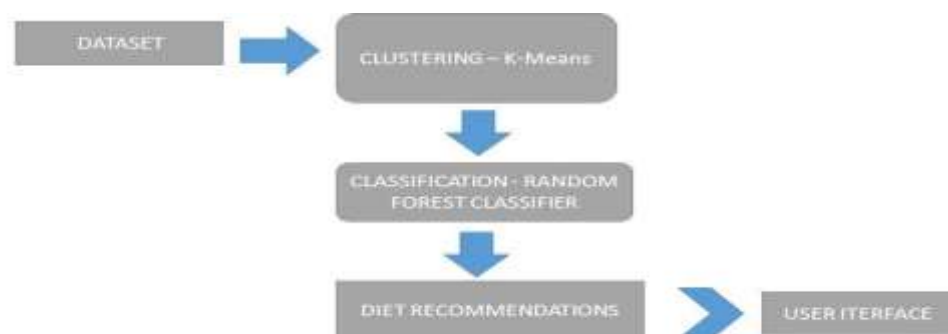 DATASET
CLUSTERING – K-Means
CLASSIFICATION - RANDOM
FOREST CLASSIFIER
DIET RECOMMENDATIONS
USER ITERFACE